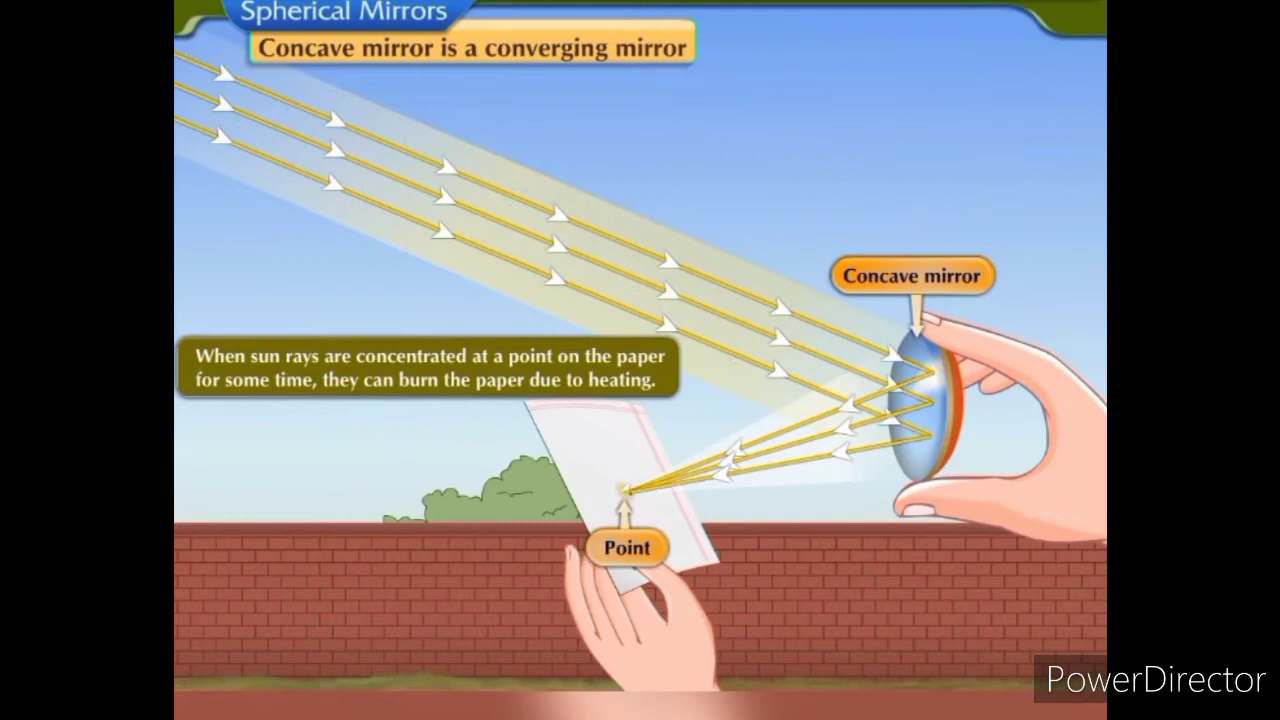 Spherical Mirrors
Concave mirror is a converging mirror
Concave mirror
When sun rays are concentrated at a point on the paper
for some time, they can burn the paper due to heating.
Point
PowerDirector